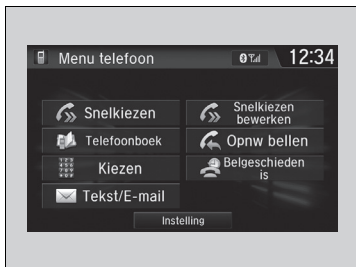 Menu telefoon
12:34
Snelkiezen
Snelkiezen
bewerken
Telefoonboek
Opnw bellen
Kiezen
Belgeschieden
is
Tekst/E-mail
Instelling